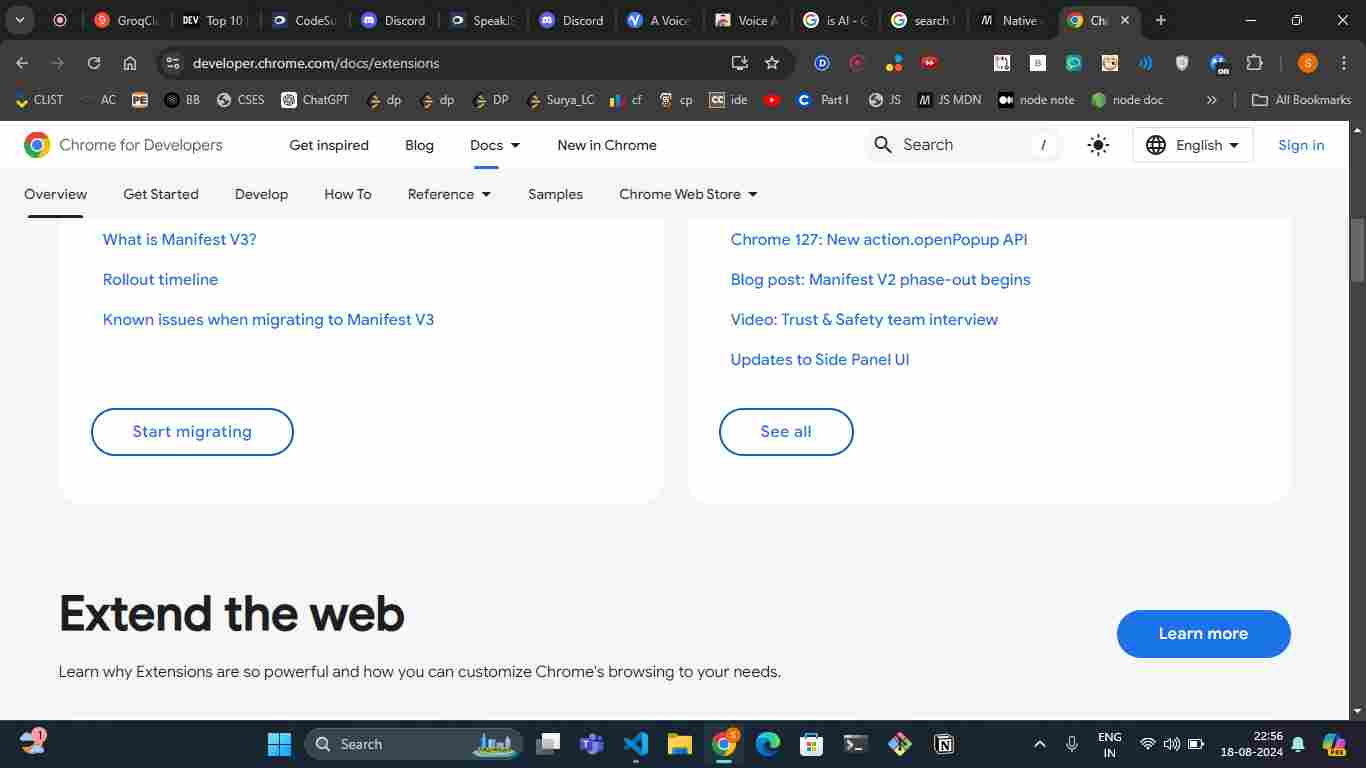 GroqCl
DEV Top 10
CodeSu
Discord
SpeakJS
Discord
A Voice
Voice A
is AI - G
search
Native
Ch
developer.chrome.com/docs/extensions
S
ON
CLIST
AC
PE
BB
CSES
ChatGPT
dp
dp
DP
Surya_LC
cf
cp
CC ide
Part I
JS
M JS MDN
node note
node doc
All Bookmarks
Chrome for Developers
Get inspired
Blog
Docs
New in Chrome
Search
/
English
Sign in
Overview
Get Started
Develop
How To
Reference
Samples
Chrome Web Store
What is Manifest V3?
Rollout timeline
Known issues when migrating to Manifest V3
Start migrating
Chrome 127: New action.openPopup API
Blog post: Manifest V2 phase-out begins
Video: Trust & Safety team interview
Updates to Side Panel UI
See all
Extend the web
Learn why Extensions are so powerful and how you can customize Chrome's browsing to your needs.
Learn more
1
Search
ENG
IN
22:56
18-08-2024